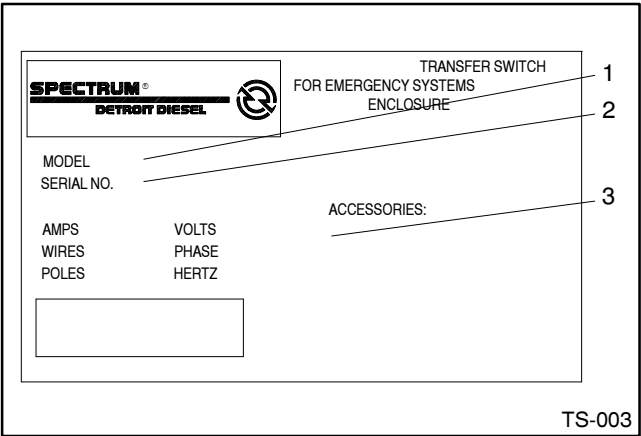 TRANSFER SWITCH
FOR EMERGENCY SYSTEMS
ENCLOSURE
SPECTRUM®
DETROIT DIESEL
1
2
MODEL
SERIAL NO.
3
ACCESSORIES:
AMPS VOLTS
WIRES PHASE
POLES HERTZ
TS-003